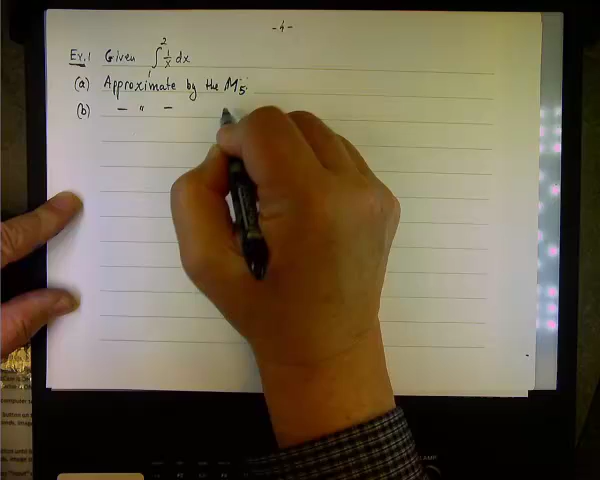 -4-
Ex.1 Given ∫₁² 1/x dx
(a) Approximate by the M₅.
(b) — " —